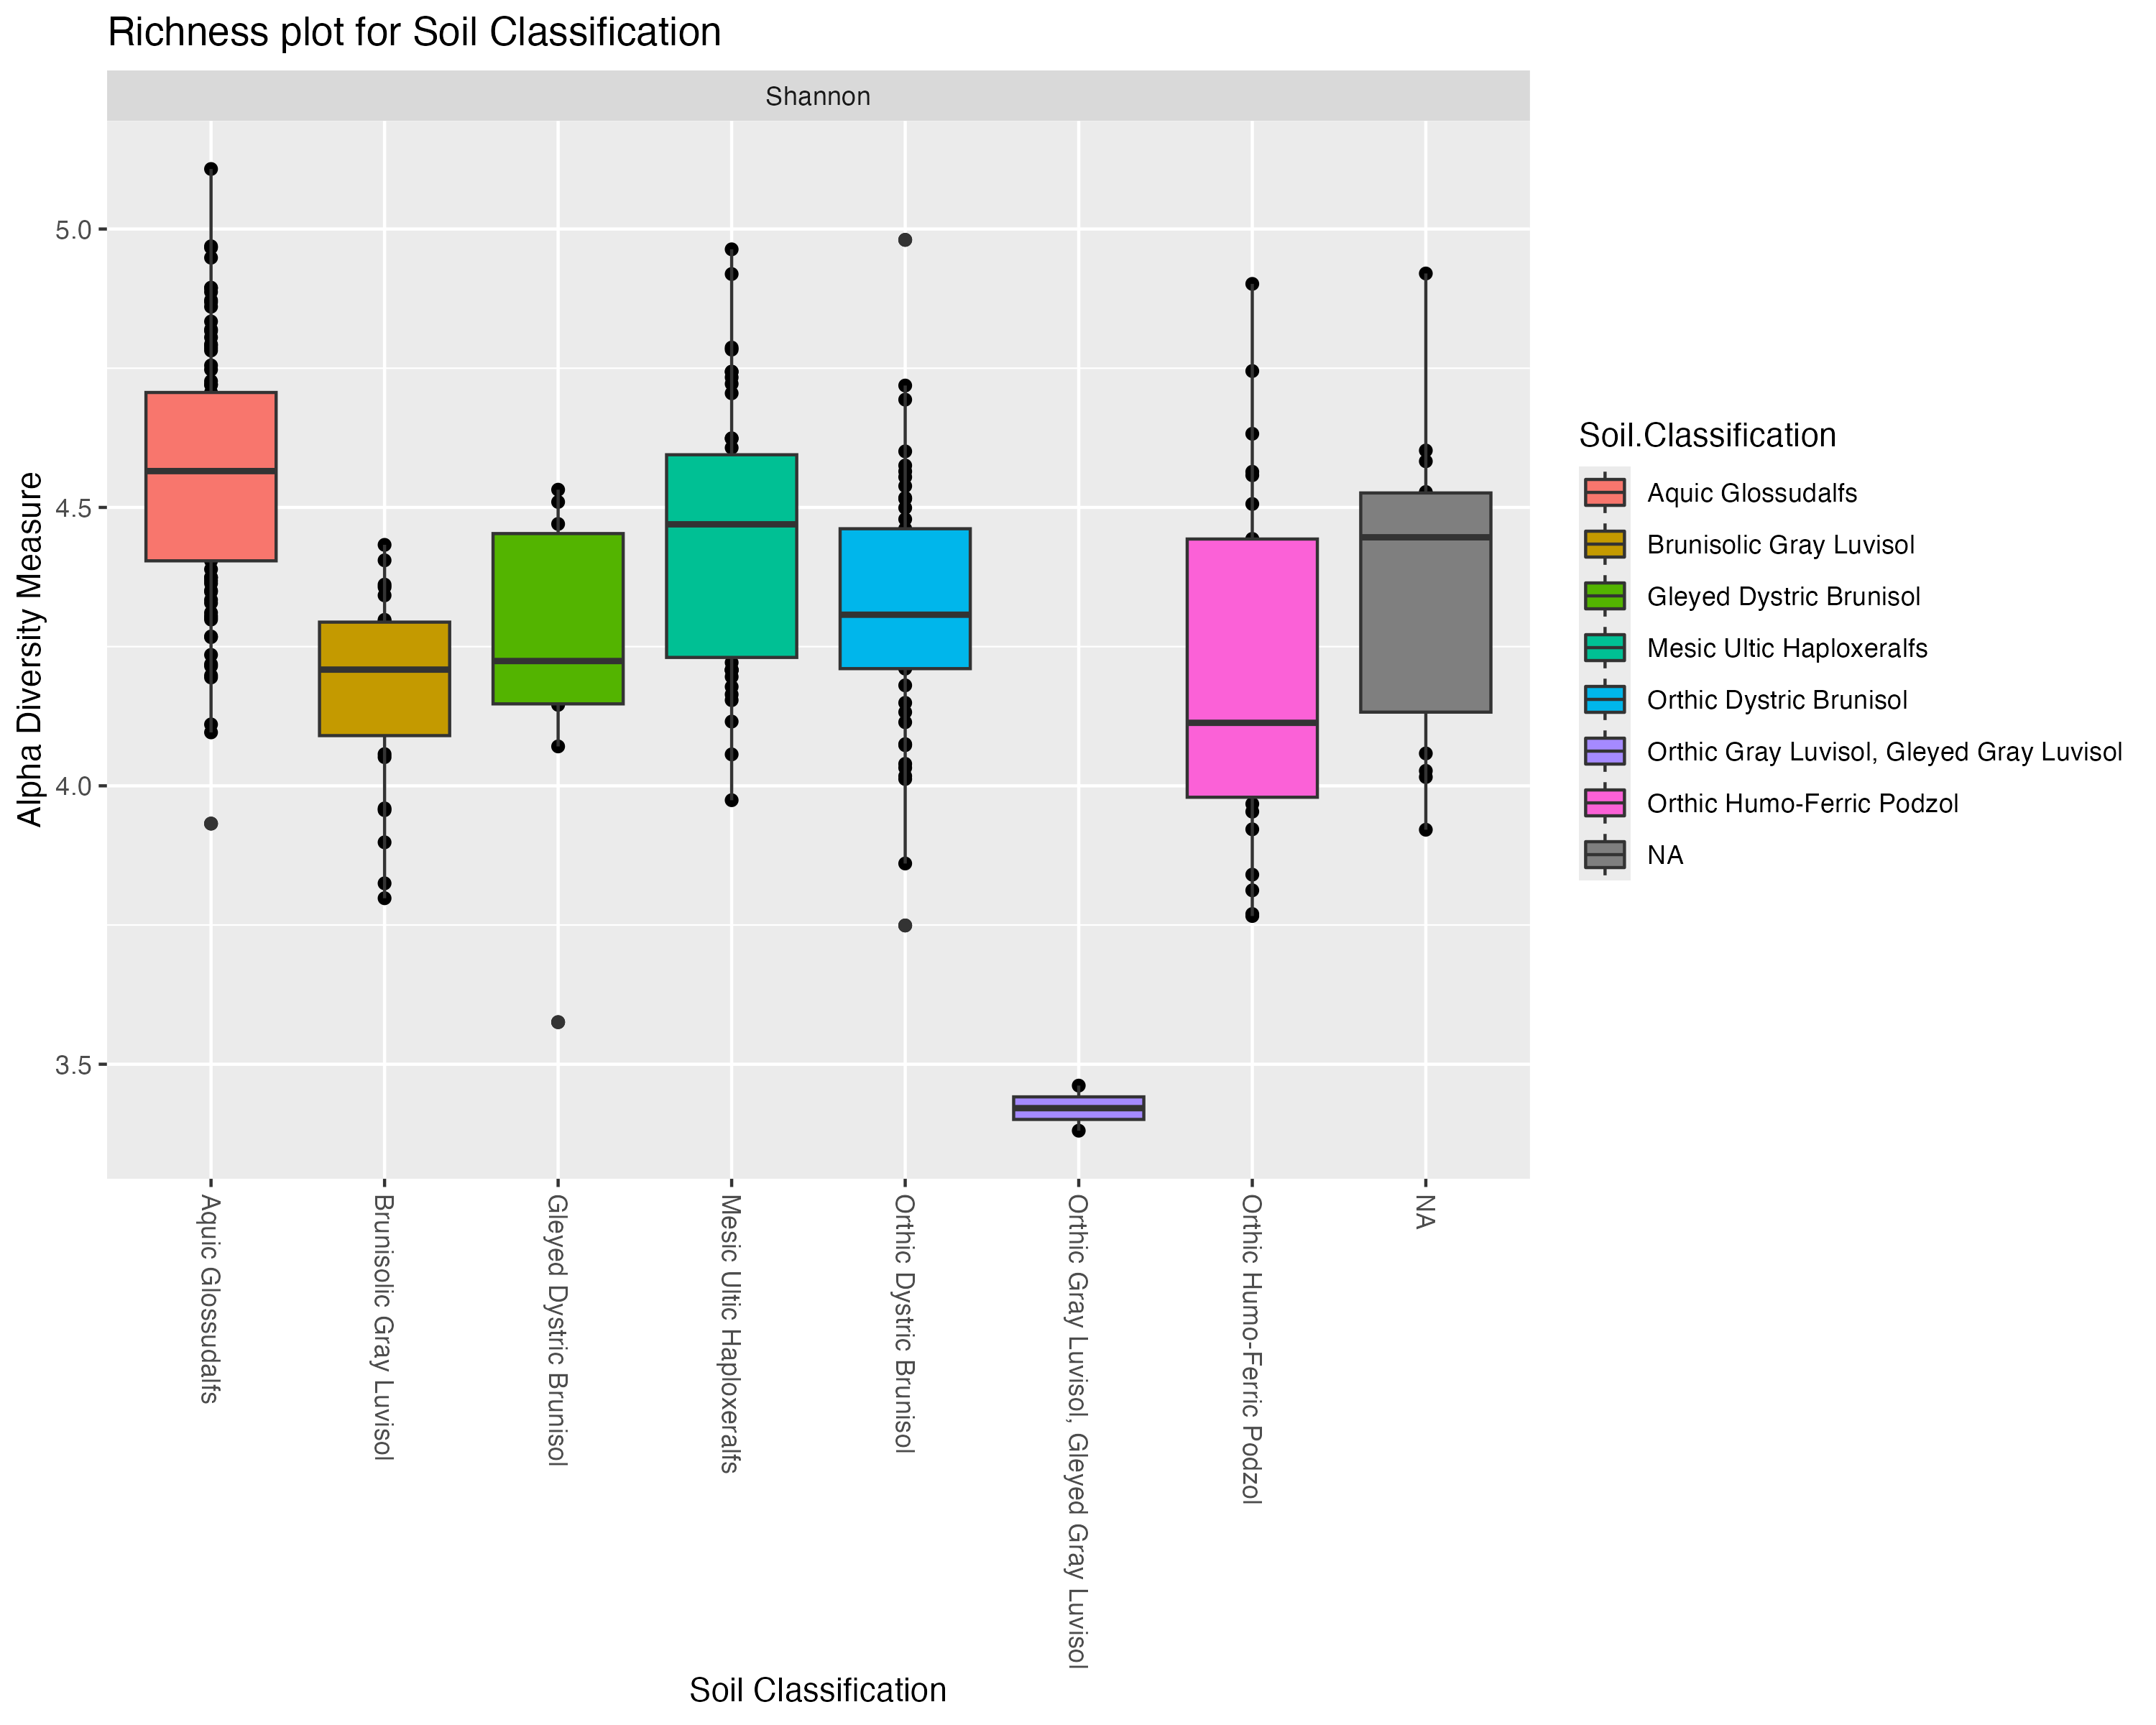 Richness plot for Soil Classification
Shannon
Alpha Diversity Measure
5.0
4.5
4.0
3.5
Aquic Glossudalfs
Brunisolic Gray Luvisol
Gleyed Dystric Brunisol
Mesic Ultic Haploxeralfs
Orthic Dystric Brunisol
Orthic Gray Luvisol, Gleyed Gray Luvisol
Orthic Humo-Ferric Podzol
NA
Soil Classification
Soil.Classification
Aquic Glossudalfs
Brunisolic Gray Luvisol
Gleyed Dystric Brunisol
Mesic Ultic Haploxeralfs
Orthic Dystric Brunisol
Orthic Gray Luvisol, Gleyed Gray Luvisol
Orthic Humo-Ferric Podzol
NA